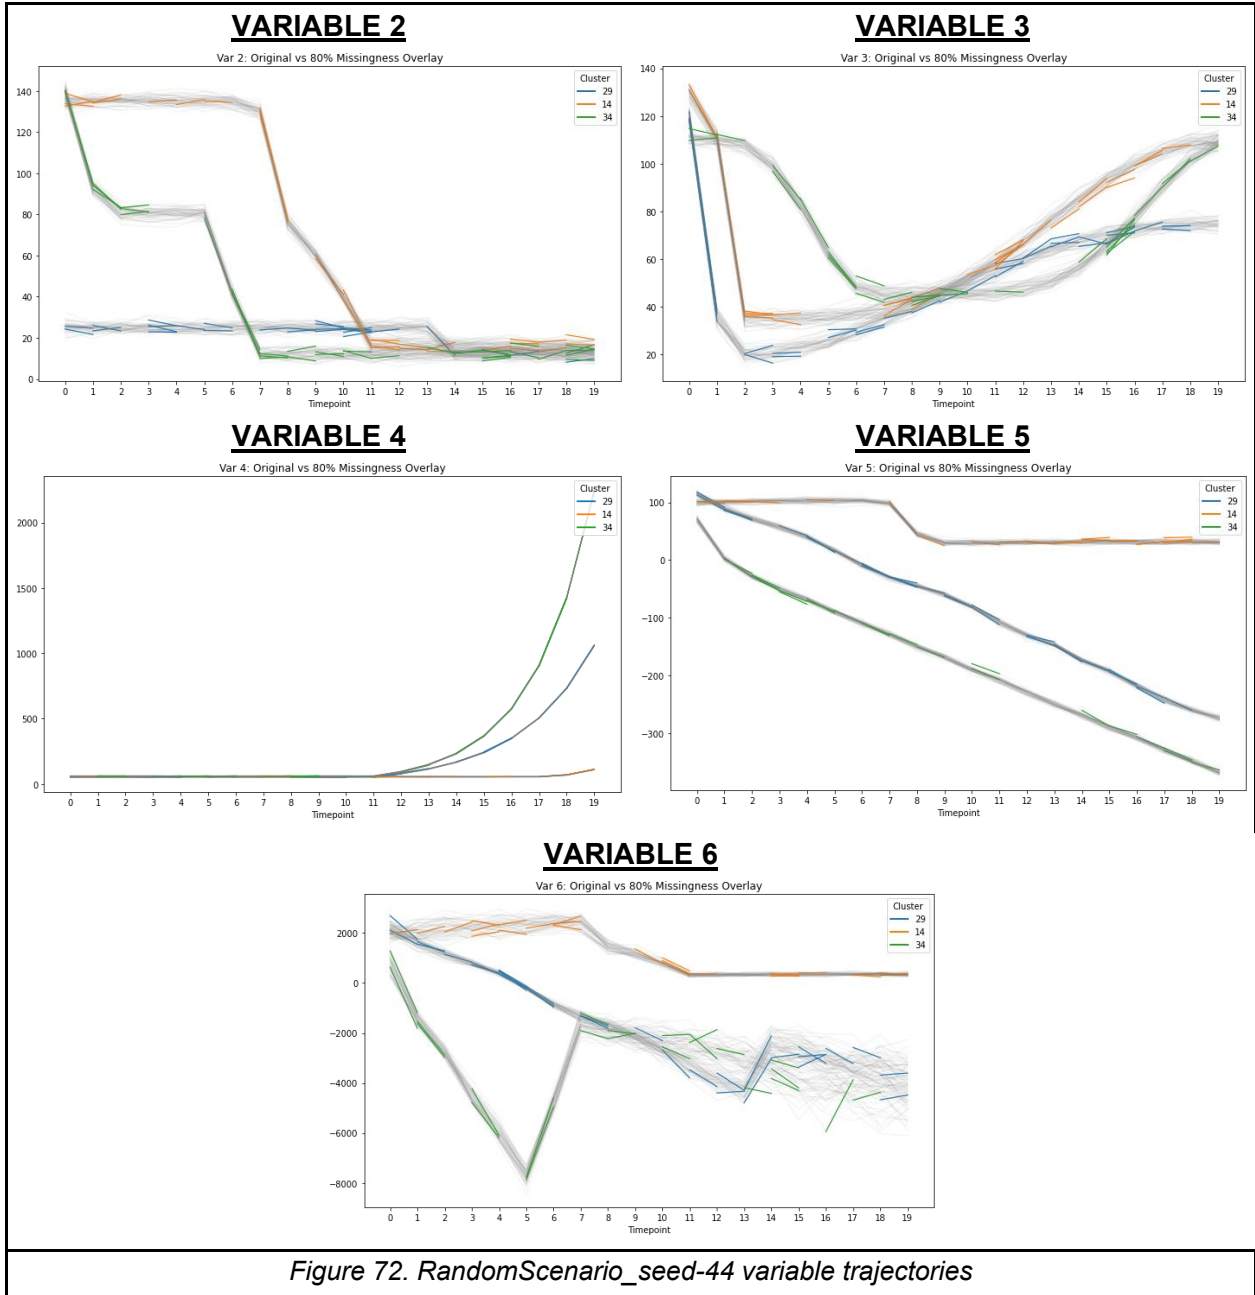 VARIABLE 2
Var 2: Original vs 80% Missingness Overlay
Cluster
29
14
34
140
120
100
80
60
40
20
0
0 1 2 3 4 5 6 7 8 9 10 11 12 13 14 15 16 17 18 19
Timepoint
VARIABLE 3
Var 3: Original vs 80% Missingness Overlay
Cluster
29
14
34
140
120
100
80
60
40
20
0 1 2 3 4 5 6 7 8 9 10 11 12 13 14 15 16 17 18 19
Timepoint
VARIABLE 4
Var 4: Original vs 80% Missingness Overlay
Cluster
29
14
34
2000
1500
1000
500
0
0 1 2 3 4 5 6 7 8 9 10 11 12 13 14 15 16 17 18 19
Timepoint
VARIABLE 5
Var 5: Original vs 80% Missingness Overlay
Cluster
29
14
34
100
0
−100
−200
−300
0 1 2 3 4 5 6 7 8 9 10 11 12 13 14 15 16 17 18 19
Timepoint
VARIABLE 6
Var 6: Original vs 80% Missingness Overlay
Cluster
29
14
34
2000
0
−2000
−4000
−6000
−8000
0 1 2 3 4 5 6 7 8 9 10 11 12 13 14 15 16 17 18 19
Timepoint
Figure 72. RandomScenario_seed-44 variable trajectories